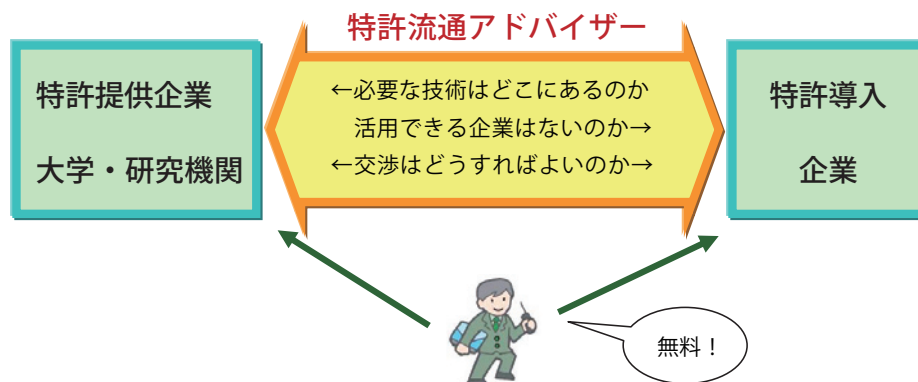 特許流通アドバイザー
特許提供企業
大学・研究機関
←必要な技術はどこにあるのか
活用できる企業はないのか→
←交渉はどうすればよいのか→
特許導入
企業
無料！